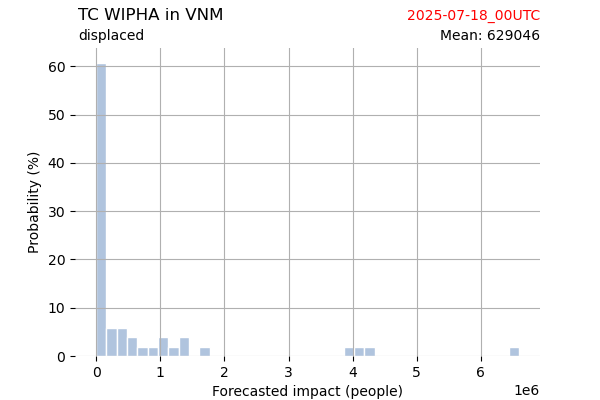 TC WIPHA in VNM
2025-07-18_00UTC
displaced
Mean: 629046
Probability (%)
60
50
40
30
20
10
0
0 1 2 3 4 5 6
1e6
Forecasted impact (people)